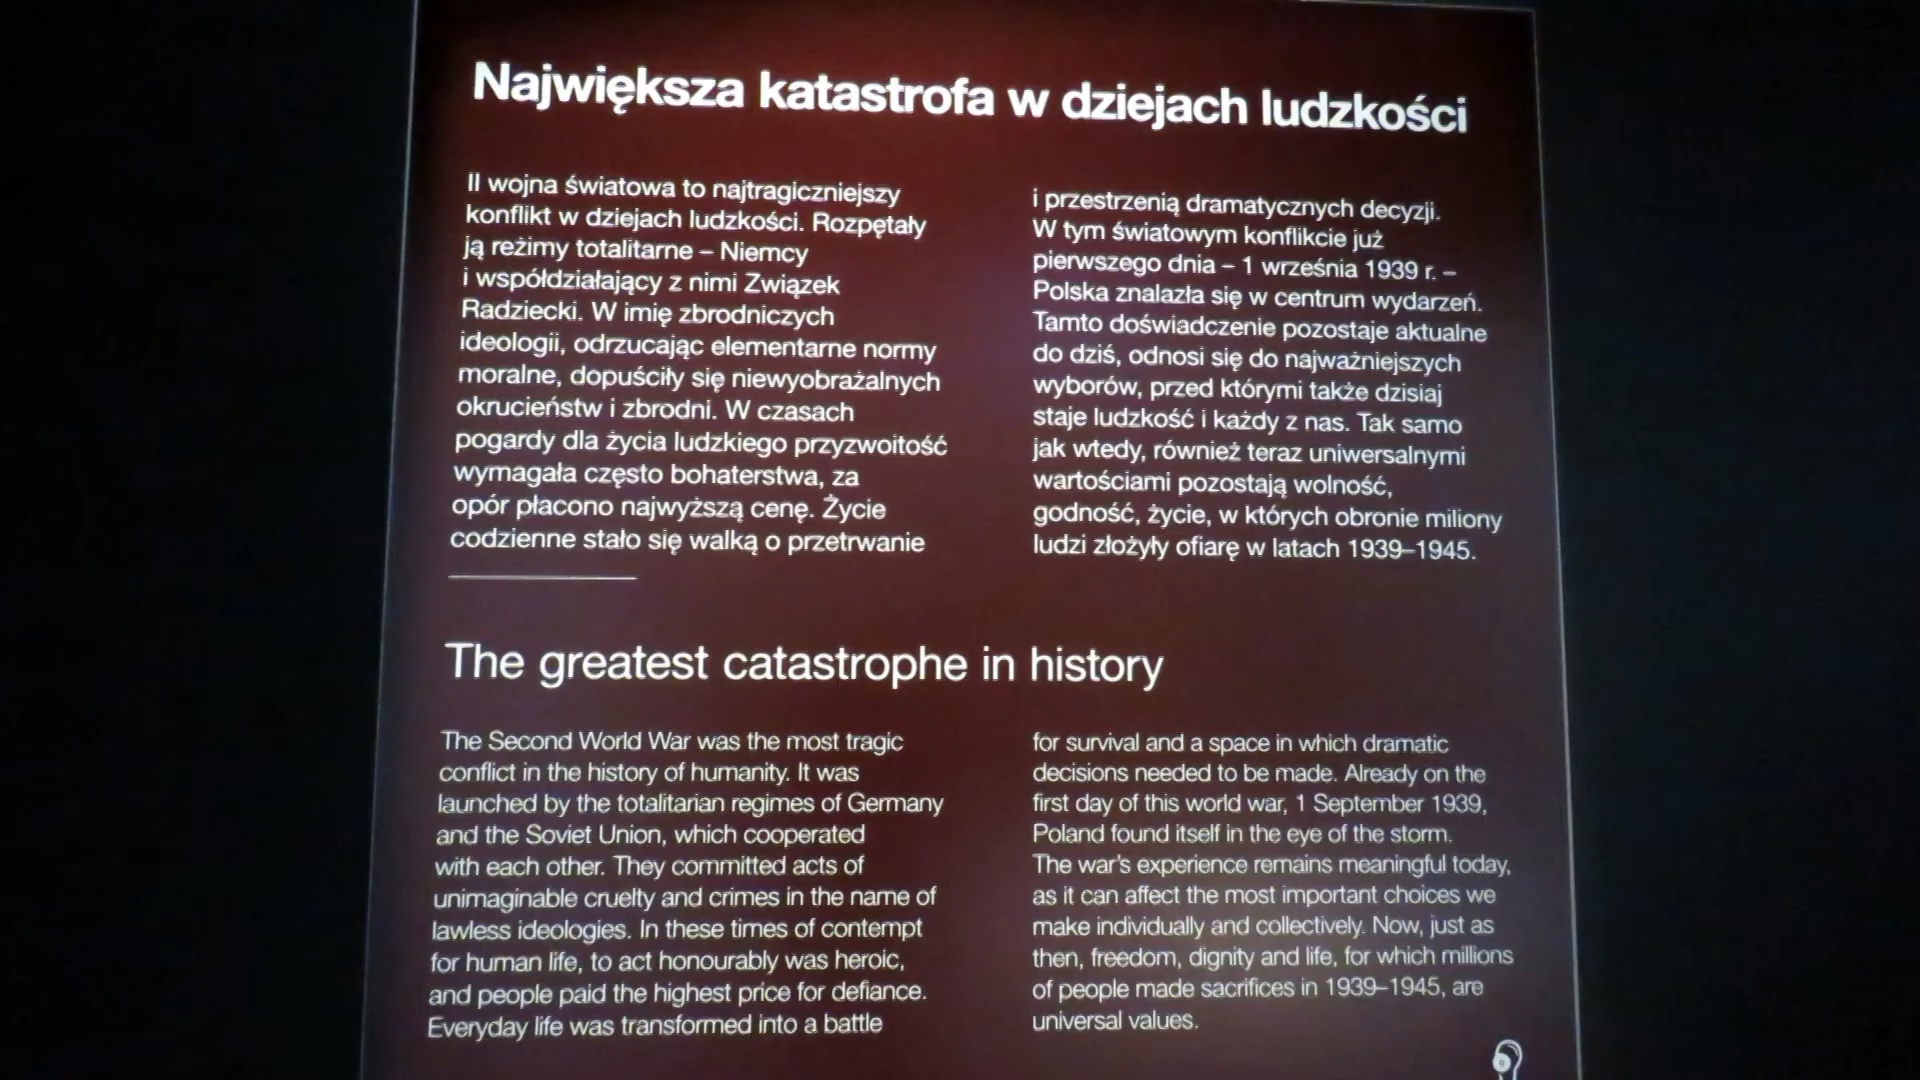 Największa katastrofa w dziejach ludzkości
II wojna światowa to najtragiczniejszy
konflikt w dziejach ludzkości. Rozpętały
ją reżimy totalitarne – Niemcy
i współdziałający z nimi Związek
Radziecki. W imię zbrodniczych
ideologii, odrzucając elementarne normy
moralne, dopuściły się niewyobrażalnych
okrucieństw i zbrodni. W czasach
pogardy dla życia ludzkiego przyzwoitość
wymagała często bohaterstwa, za
opór płacono najwyższą cenę. Życie
codzienne stało się walką o przetrwanie
i przestrzenią dramatycznych decyzji.
W tym światowym konflikcie już
pierwszego dnia – 1 września 1939 r. –
Polska znalazła się w centrum wydarzeń.
Tamto doświadczenie pozostaje aktualne
do dziś, odnosi się do najważniejszych
wyborów, przed którymi także dzisiaj
staje ludzkość i każdy z nas. Tak samo
jak wtedy, również teraz uniwersalnymi
wartościami pozostają wolność,
godność, życie, w których obronie miliony
ludzi złożyły ofiarę w latach 1939–1945.
The greatest catastrophe in history
The Second World War was the most tragic
conflict in the history of humanity. It was
launched by the totalitarian regimes of Germany
and the Soviet Union, which cooperated
with each other. They committed acts of
unimaginable cruelty and crimes in the name of
lawless ideologies. In these times of contempt
for human life, to act honourably was heroic,
and people paid the highest price for defiance.
Everyday life was transformed into a battle
for survival and a space in which dramatic
decisions needed to be made. Already on the
first day of this world war, 1 September 1939,
Poland found itself in the eye of the storm.
The war's experience remains meaningful today,
as it can affect the most important choices we
make individually and collectively. Now, just as
then, freedom, dignity and life, for which millions
of people made sacrifices in 1939–1945, are
universal values.